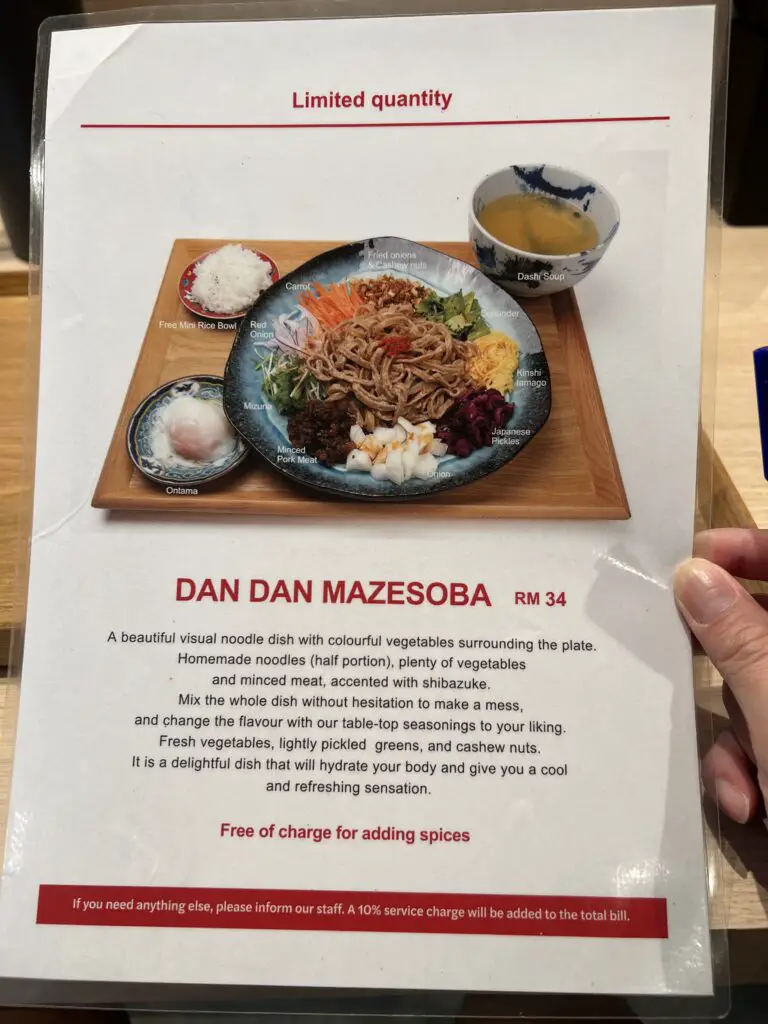 Limited quantity
Fried onions
& Cashew nuts
Dashi Soup
Carrot
Coriander
Free Mini Rice Bowl
Red
Onion
Kinshi
tamago
Mizuna
Japanese
Pickles
Minced
Pork Meat
Onion
Ontama
DAN DAN MAZESOBA RM 34
A beautiful visual noodle dish with colourful vegetables surrounding the plate.
Homemade noodles (half portion), plenty of vegetables
and minced meat, accented with shibazuke.
Mix the whole dish without hesitation to make a mess,
and change the flavour with our table-top seasonings to your liking.
Fresh vegetables, lightly pickled greens, and cashew nuts.
It is a delightful dish that will hydrate your body and give you a cool
and refreshing sensation.
Free of charge for adding spices
If you need anything else, please inform our staff. A 10% service charge will be added to the total bill.